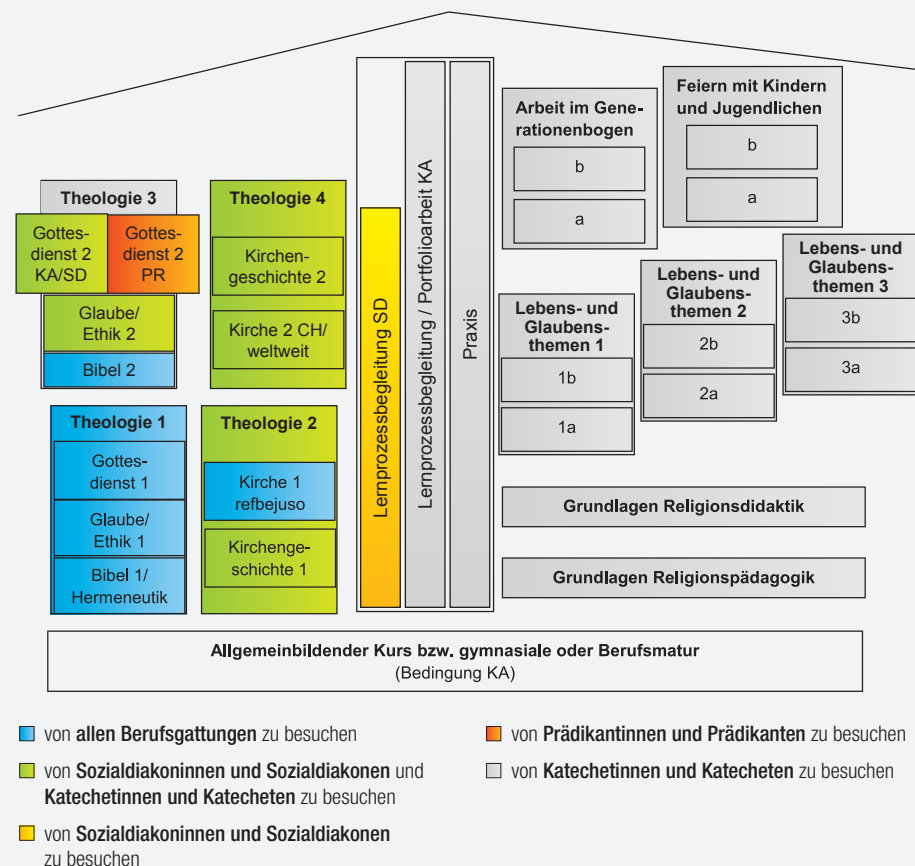 Theologie 3
Gottes-
dienst 2
KA/SD
Gottes-
dienst 2
PR
Glaube/
Ethik 2
Bibel 2
Theologie 4
Kirchen-
geschichte 2
Kirche 2 CH/
weltweit
Theologie 1
Gottes-
dienst 1
Glaube/
Ethik 1
Bibel 1/
Hermeneutik
Theologie 2
Kirche 1
refbejuso
Kirchenge-
schichte 1
Lernprozessbegleitung SD
Lernprozessbegleitung / Portfolioarbeit KA
Praxis
Arbeit im Gene-
rationenbogen
b
a
Feiern mit Kindern
und Jugendlichen
b
a
Lebens- und
Glaubens-
themen 1
1b
1a
Lebens- und
Glaubens-
themen 2
2b
2a
Lebens- und
Glaubens-
themen 3
3b
3a
Grundlagen Religionsdidaktik
Grundlagen Religionspädagogik
Allgemeinbildender Kurs bzw. gymnasiale oder Berufsmatur
(Bedingung KA)
von allen Berufsgattungen zu besuchen
von Sozialdiakoninnen und Sozialdiakonen und
Katechetinnen und Katecheten zu besuchen
von Sozialdiakoninnen und Sozialdiakonen
zu besuchen
von Prädikantinnen und Prädikanten zu besuchen
von Katechetinnen und Katecheten zu besuchen